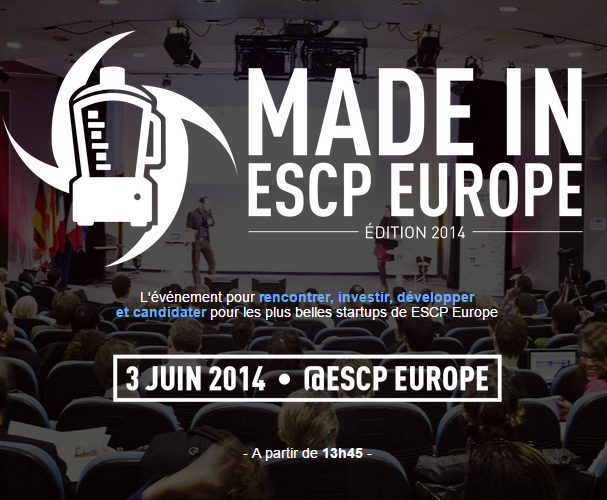 MADE IN
ESCP EUROPE
ÉDITION 2014
L'événement pour rencontrer, investir, développer
et candidater pour les plus belles startups de ESCP Europe
3 JUIN 2014 • @ESCP EUROPE
- A partir de 13h45 -